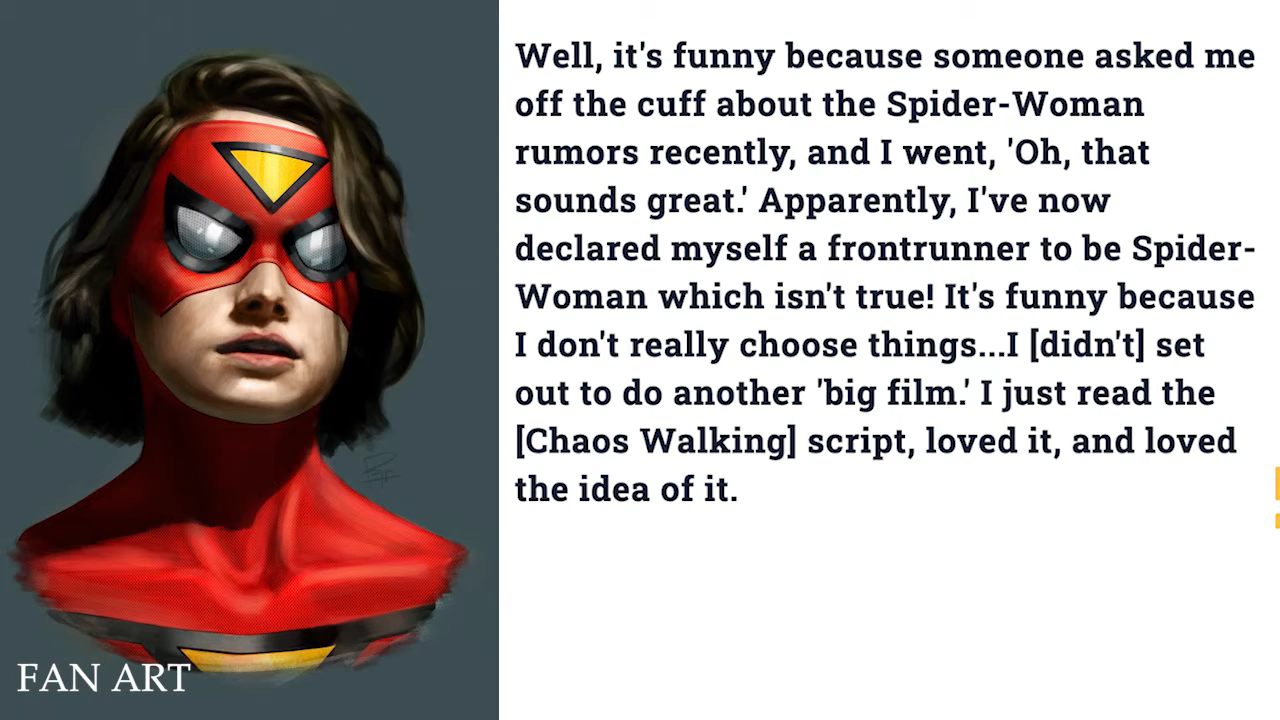 Well, it's funny because someone asked me
off the cuff about the Spider-Woman
rumors recently, and I went, 'Oh, that
sounds great.' Apparently, I've now
declared myself a frontrunner to be Spider-
Woman which isn't true! It's funny because
I don't really choose things...I [didn't] set
out to do another 'big film.' I just read the
[Chaos Walking] script, loved it, and loved
the idea of it.
FAN ART